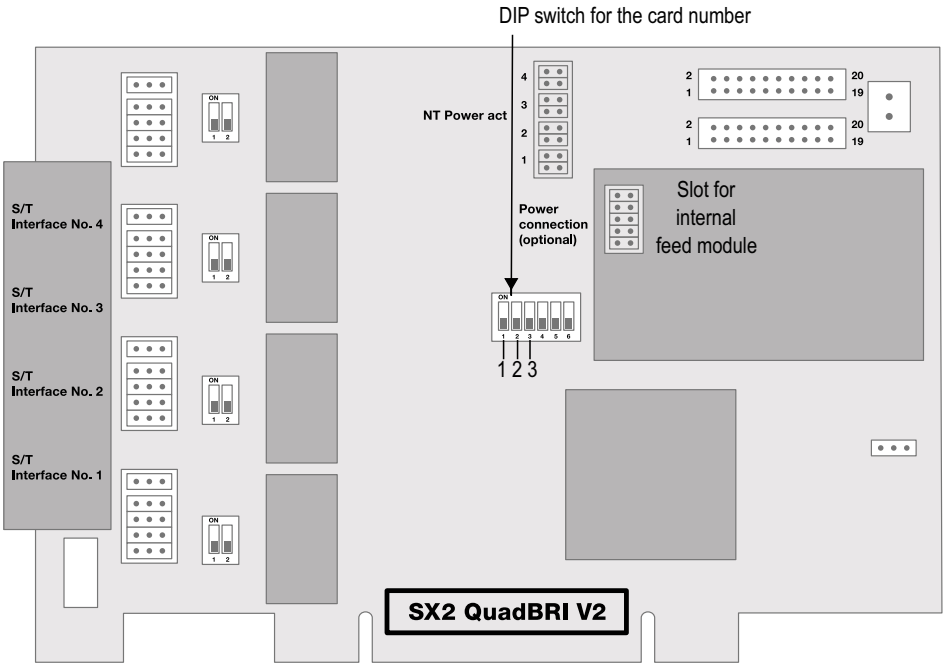 DIP switch for the card number
ON
1 2
4
3
2
1
NT Power act
2 20
1 19
2 20
1 19
S/T
Interface No. 4
ON
1 2
Power
connection
(optional)
Slot for
internal
feed module
S/T
Interface No. 3
ON
1 2 3 4 5 6
1 2 3
S/T
Interface No. 2
ON
1 2
S/T
Interface No. 1
ON
1 2
SX2 QuadBRI V2